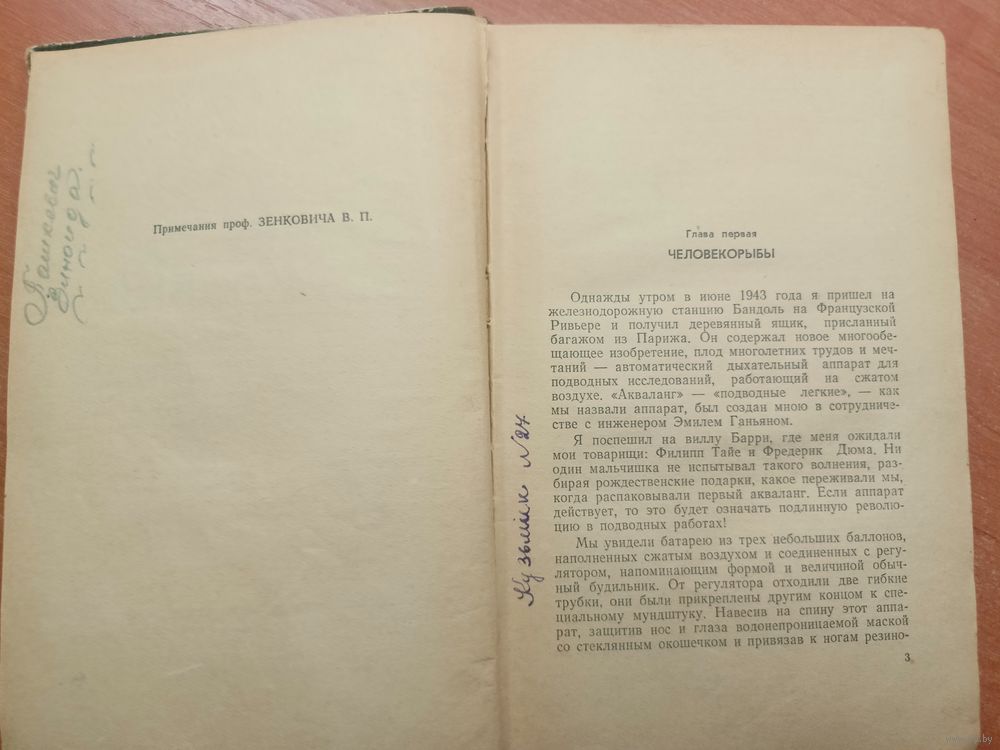 Пашкевич
Зинаида
Примечания проф. ЗЕНКОВИЧА В. П.
Кузьмик №24
Глава первая
ЧЕЛОВЕКОРЫБЫ
Однажды утром в июне 1943 года я пришел на
железнодорожную станцию Бандоль на Французской
Ривьере и получил деревянный ящик, присланный
багажом из Парижа. Он содержал новое многообе-
щающее изобретение, плод многолетних трудов и меч-
таний — автоматический дыхательный аппарат для
подводных исследований, работающий на сжатом
воздухе. «Акваланг» — «подводные легкие», — как
мы назвали аппарат, был создан мною в сотрудниче-
стве с инженером Эмилем Ганьяном.
Я поспешил на виллу Барри, где меня ожидали
мои товарищи: Филипп Тайе и Фредерик Дюма. Ни
один мальчишка не испытывал такого волнения, раз-
бирая рождественские подарки, какое переживали мы,
когда распаковывали первый акваланг. Если аппарат
действует, то это будет означать подлинную револю-
цию в подводных работах!
Мы увидели батарею из трех небольших баллонов,
наполненных сжатым воздухом и соединенных с регу-
лятором, напоминающим формой и величиной обыч-
ный будильник. От регулятора отходили две гибкие
трубки, они были прикреплены другим концом к спе-
циальному мундштуку. Навесив на спину этот аппа-
рат, защитив нос и глаза водонепроницаемой маской
со стеклянным окошечком и привязав к ногам резино-
3